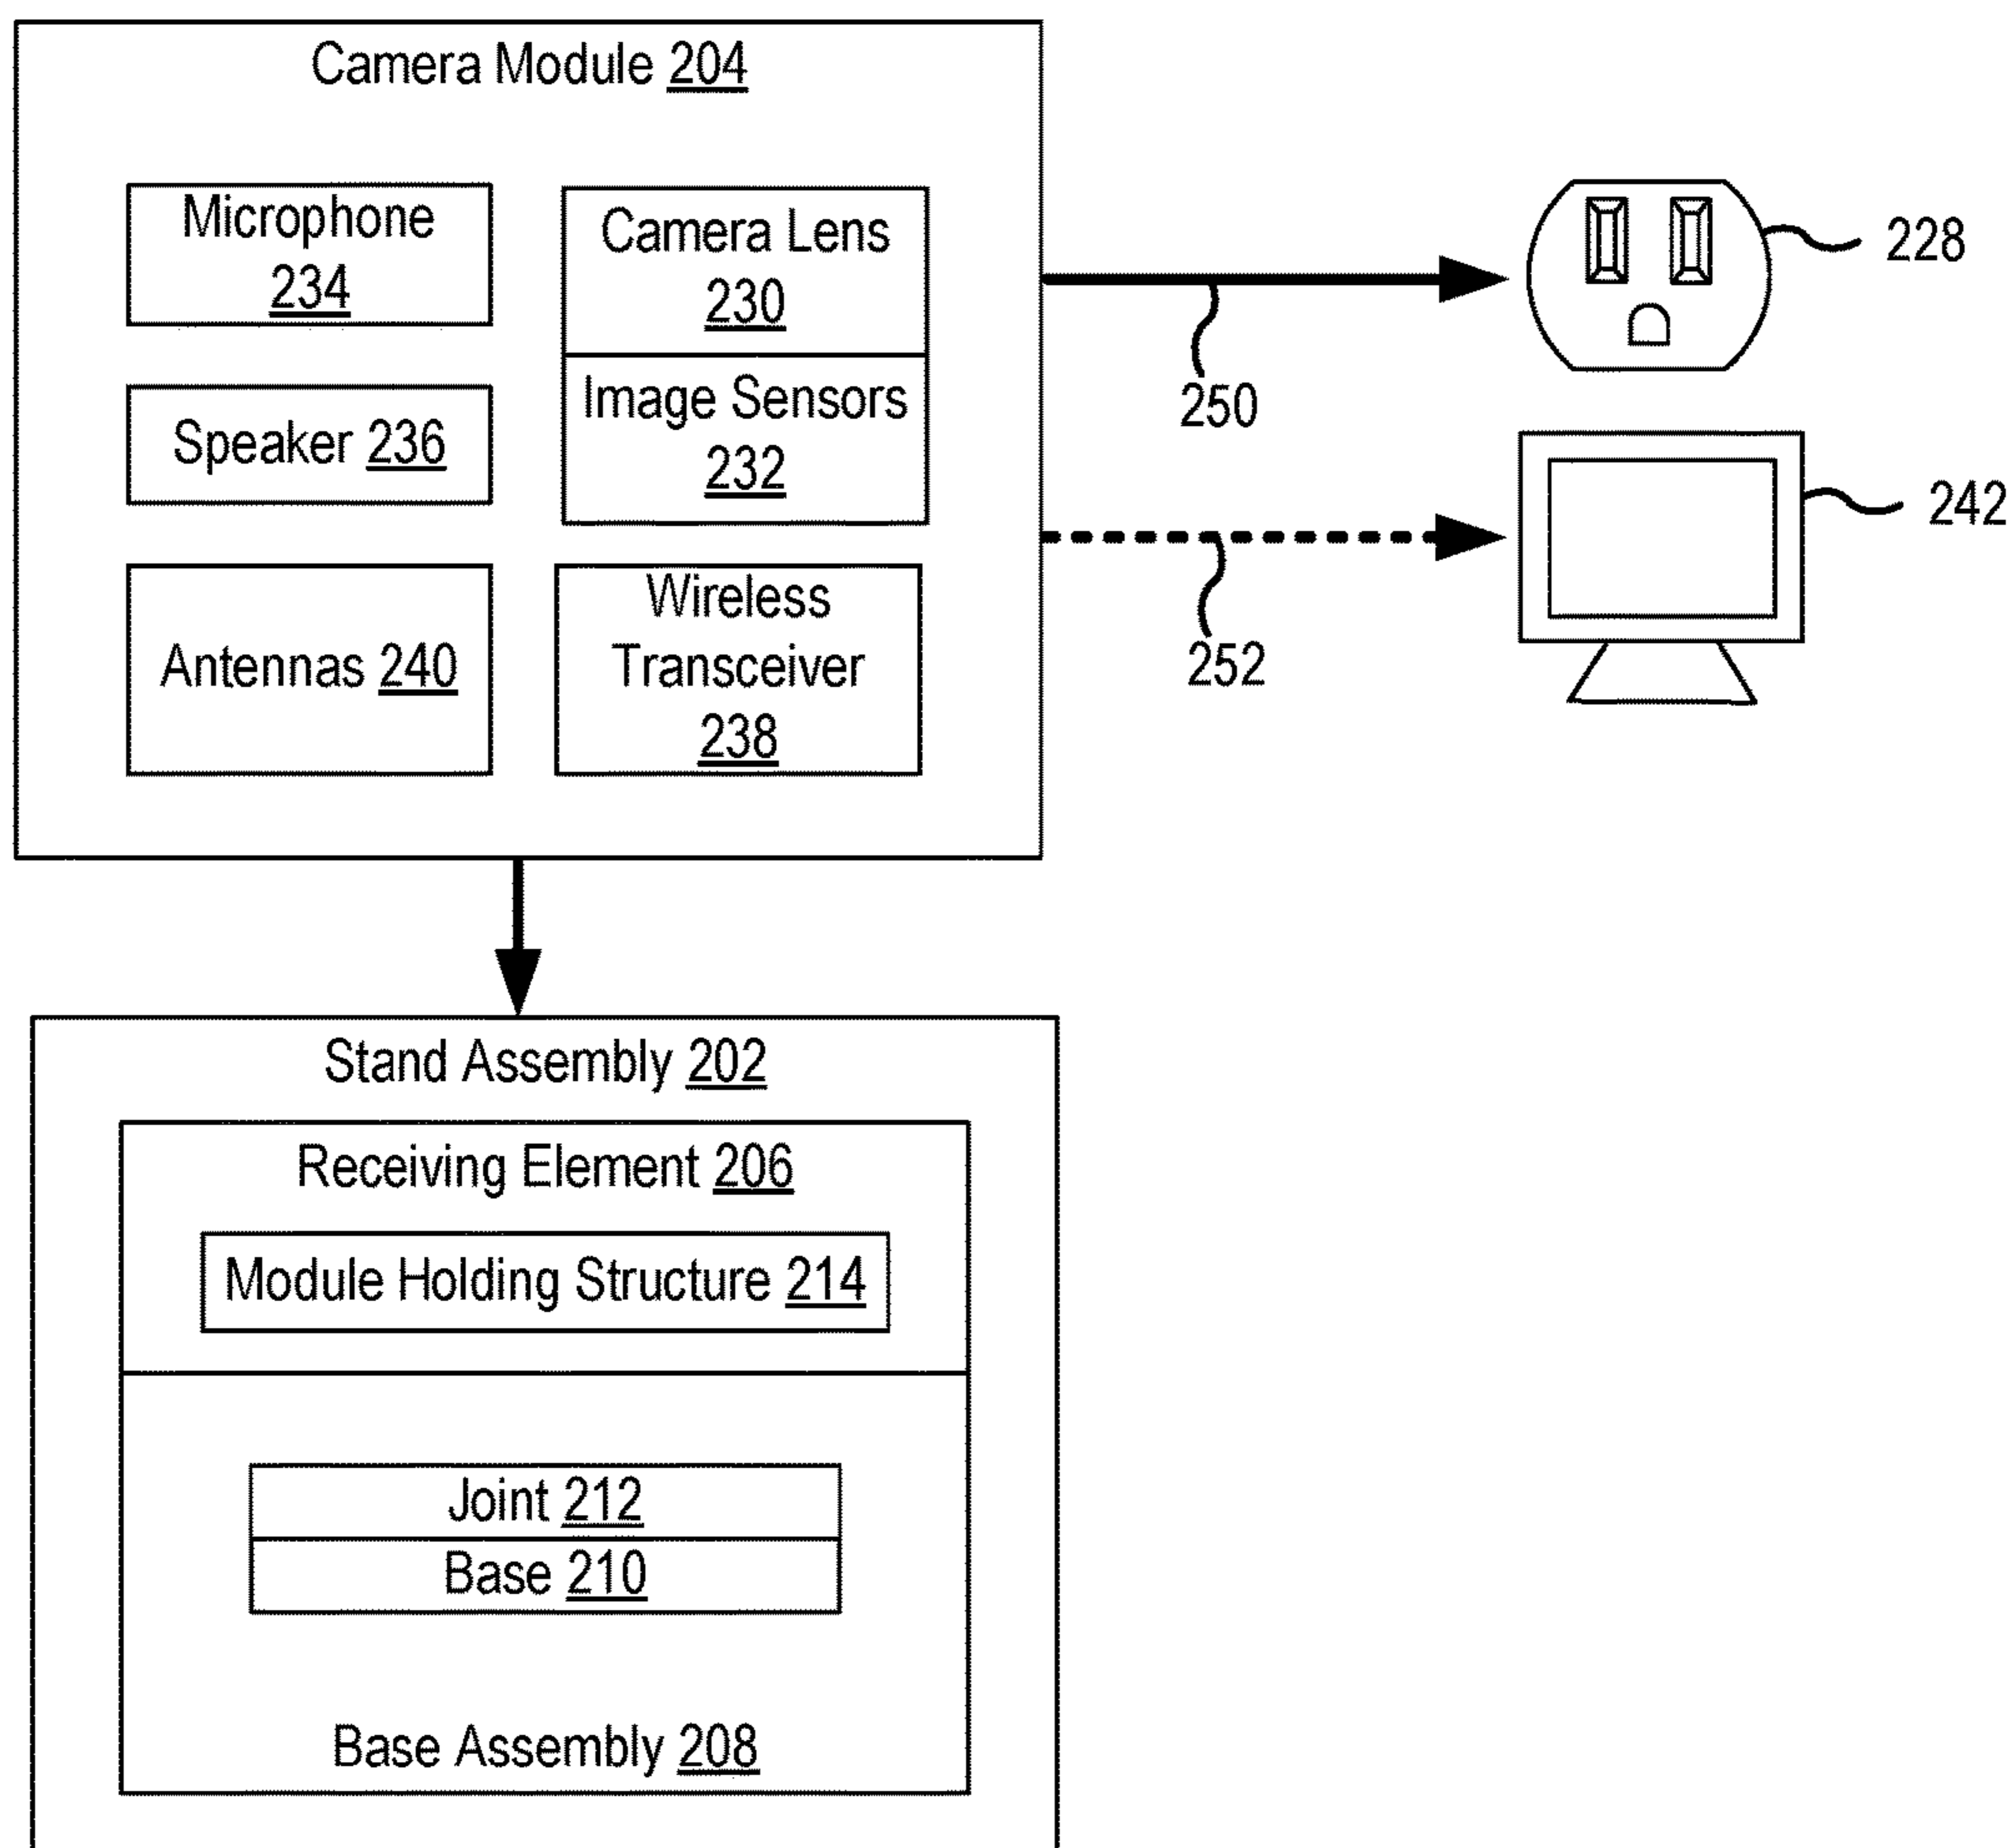 Camera Module 204
Microphone
234
Camera Lens
230
Image Sensors
232
Speaker 236
Antennas 240
Wireless
Transceiver
238
228
250
242
252
Stand Assembly 202
Receiving Element 206
Module Holding Structure 214
Joint 212
Base 210
Base Assembly 208